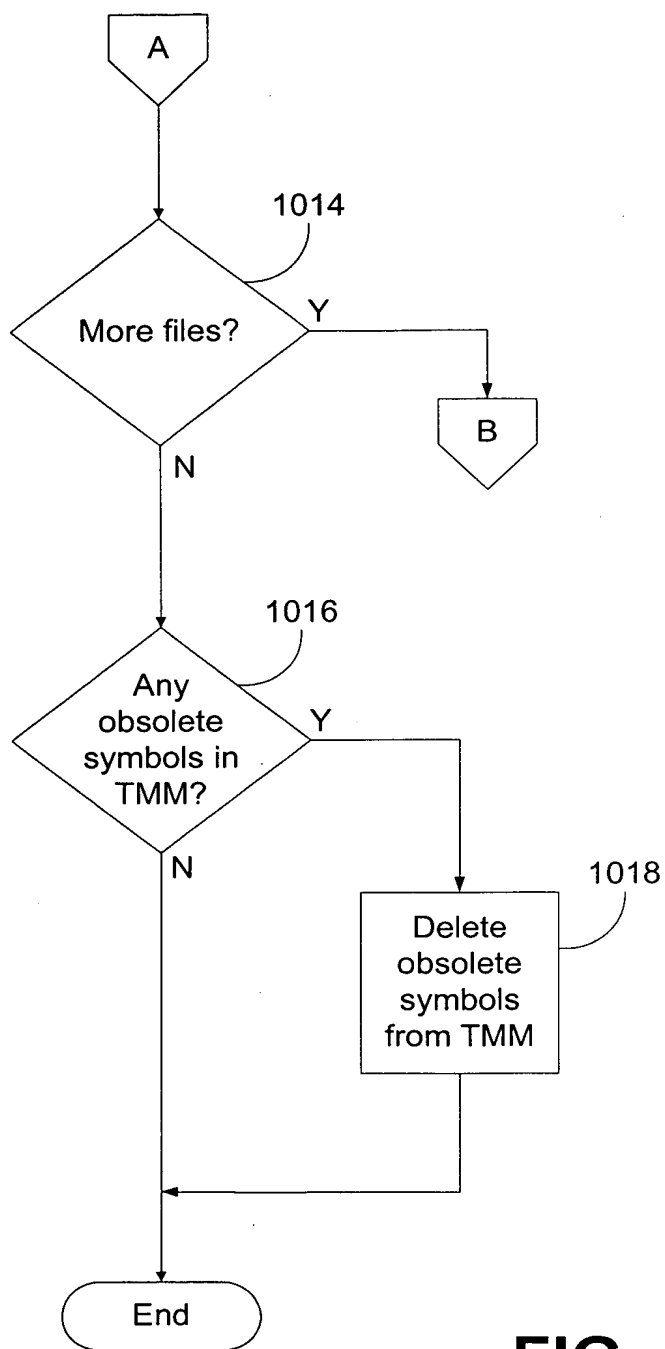 A
1014
More files?
Y
B
N
1016
Any
obsolete
symbols in
TMM?
Y
N
1018
Delete
obsolete
symbols
from TMM
End
FIG